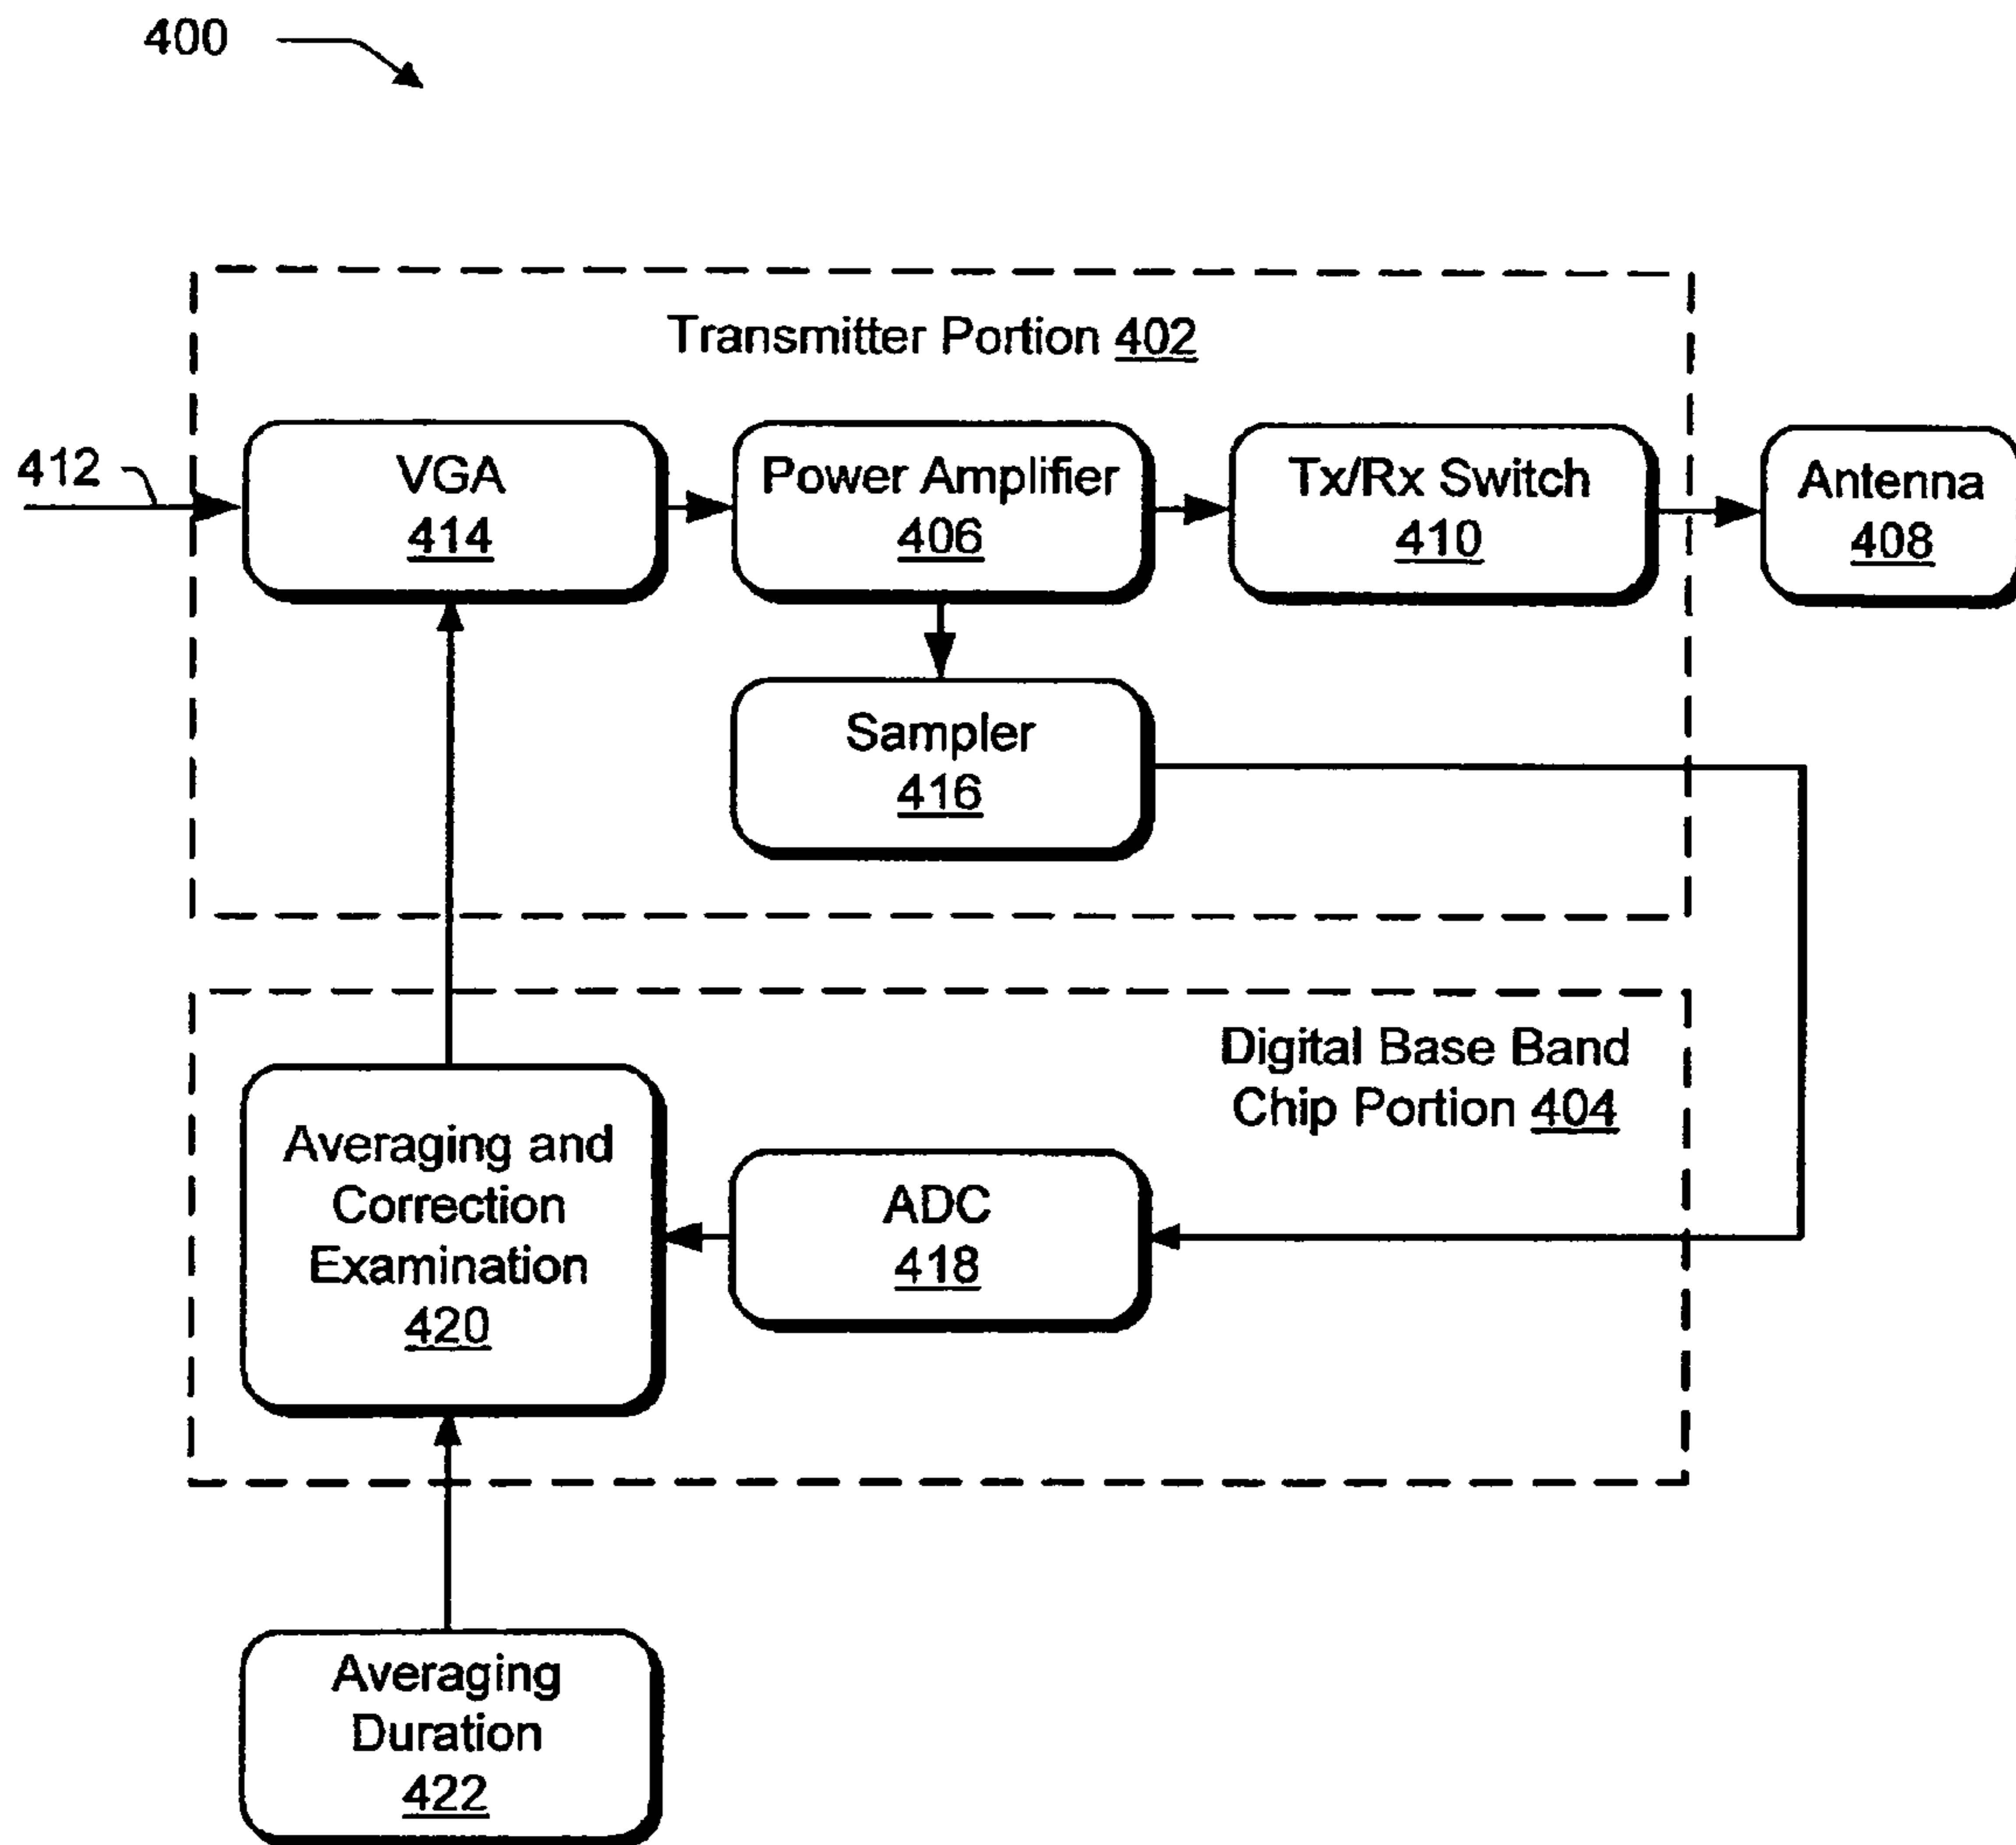 400
Transmitter Portion 402
412
VGA
414
Power Amplifier
406
Tx/Rx Switch
410
Antenna
408
Sampler
416
Digital Base Band
Chip Portion 404
Averaging and
Correction
Examination
420
ADC
418
Averaging
Duration
422